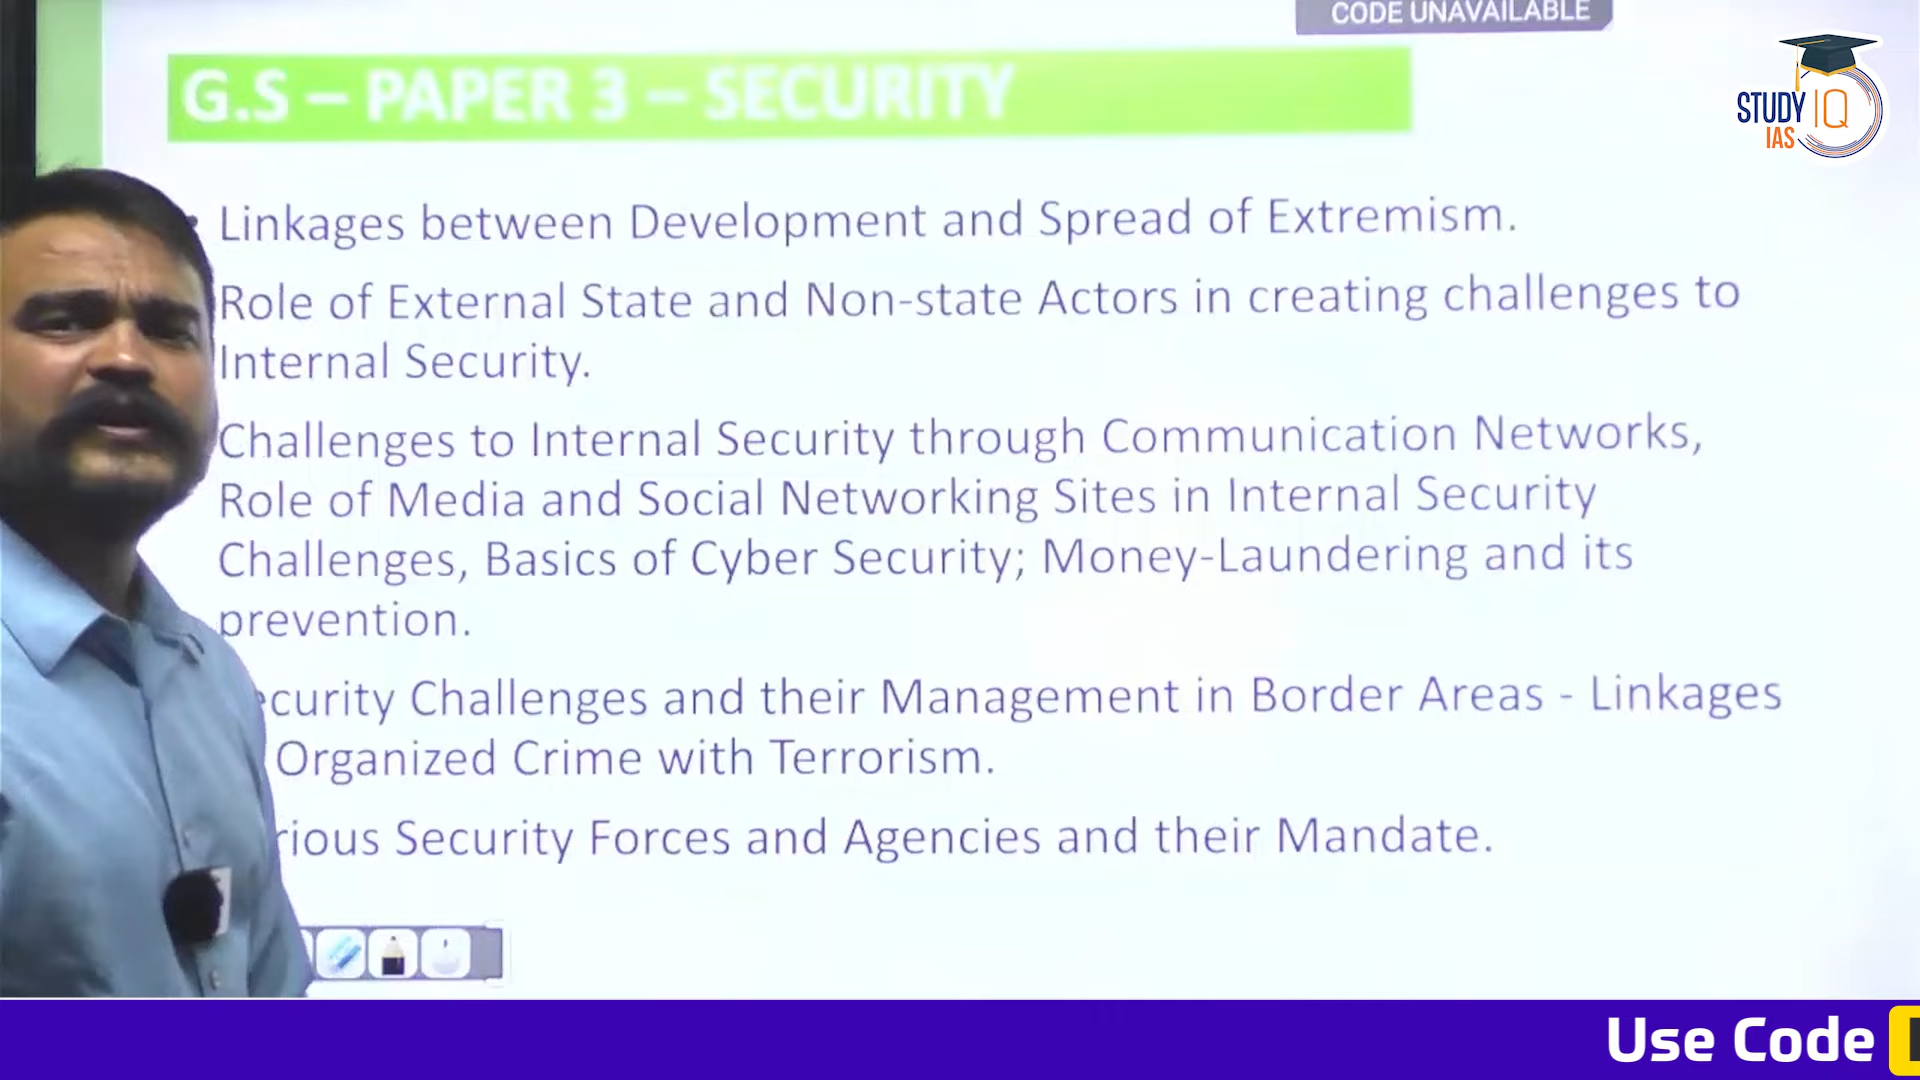 CODE UNAVAILABLE
G.S – PAPER 3 – SECURITY
STUDY IQ
IAS
• Linkages between Development and Spread of Extremism.
Role of External State and Non-state Actors in creating challenges to
Internal Security.
Challenges to Internal Security through Communication Networks,
Role of Media and Social Networking Sites in Internal Security
Challenges, Basics of Cyber Security; Money-Laundering and its
prevention.
ecurity Challenges and their Management in Border Areas - Linkages
Organized Crime with Terrorism.
rious Security Forces and Agencies and their Mandate.
Use Code